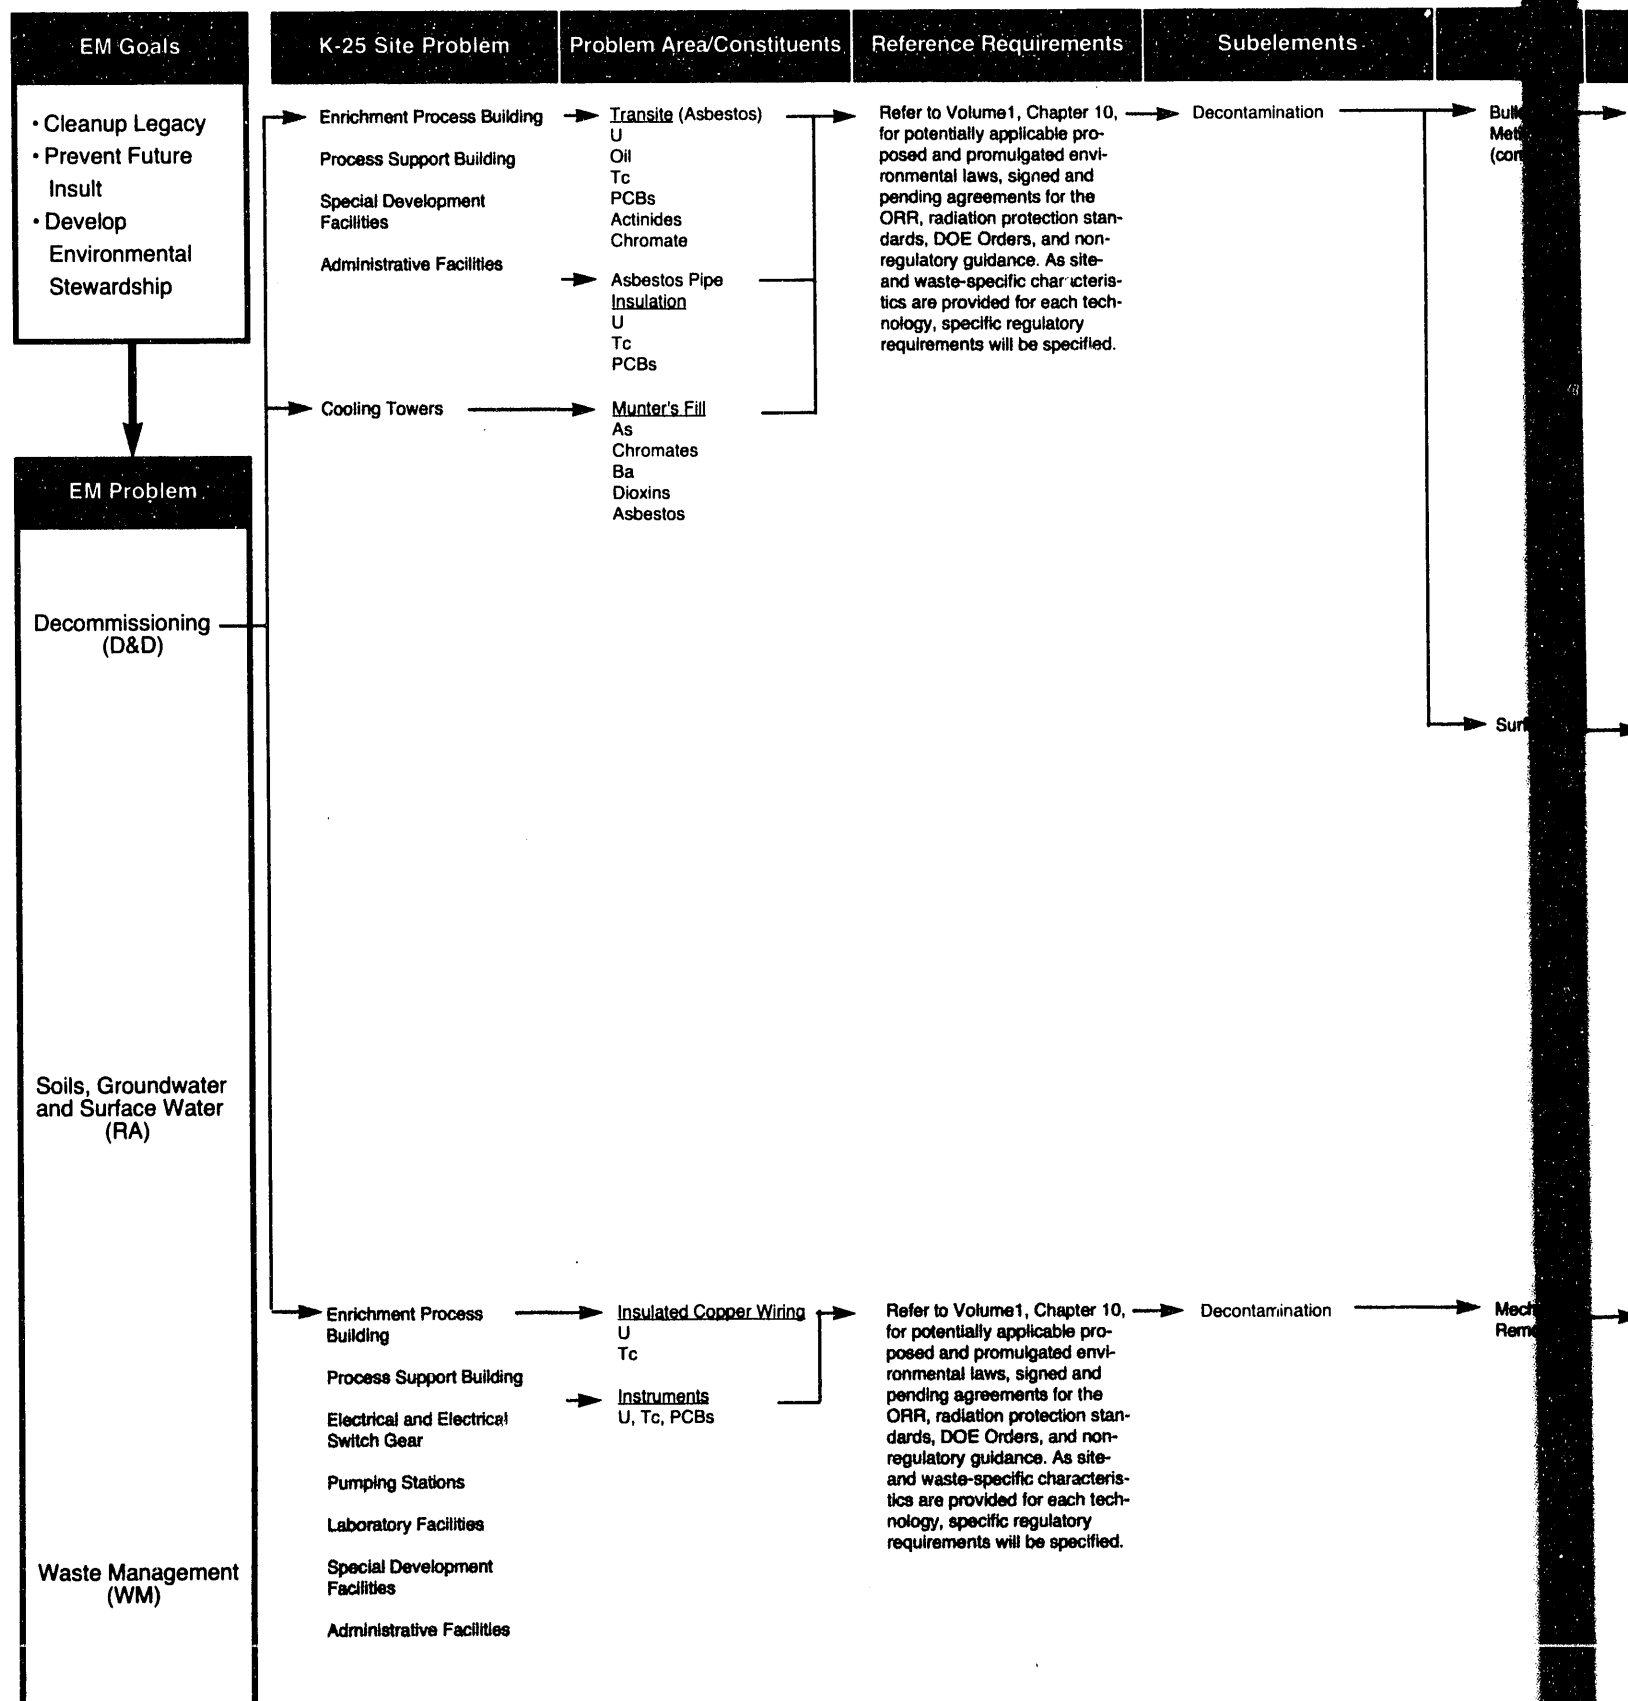 EM Goals
• Cleanup Legacy
• Prevent Future
Insult
• Develop
Environmental
Stewardship
EM Problem
Decommissioning
(D&D)
Soils, Groundwater
and Surface Water
(RA)
Waste Management
(WM)
K-25 Site Problem
Enrichment Process Building
Process Support Building
Special Development
Facilities
Administrative Facilities
Cooling Towers
Enrichment Process
Building
Process Support Building
Electrical and Electrical
Switch Gear
Pumping Stations
Laboratory Facilities
Special Development
Facilities
Administrative Facilities
Problem Area/Constituents
Transite (Asbestos)
U
Oil
Tc
PCBs
Actinides
Chromate
Asbestos Pipe
Insulation
U
Tc
PCBs
Munter's Fill
As
Chromates
Ba
Dioxins
Asbestos
Insulated Copper Wiring
U
Tc
Instruments
U, Tc, PCBs
Reference Requirements
Refer to Volume1, Chapter 10,
for potentially applicable pro-
posed and promulgated envi-
ronmental laws, signed and
pending agreements for the
ORR, radiation protection stan-
dards, DOE Orders, and non-
regulatory guidance. As site-
and waste-specific characteris-
tics are provided for each tech-
nology, specific regulatory
requirements will be specified.
Refer to Volume1, Chapter 10,
for potentially applicable pro-
posed and promulgated envi-
ronmental laws, signed and
pending agreements for the
ORR, radiation protection stan-
dards, DOE Orders, and non-
regulatory guidance. As site-
and waste-specific characteris-
tics are provided for each tech-
nology, specific regulatory
requirements will be specified.
Subelements
Decontamination
Decontamination